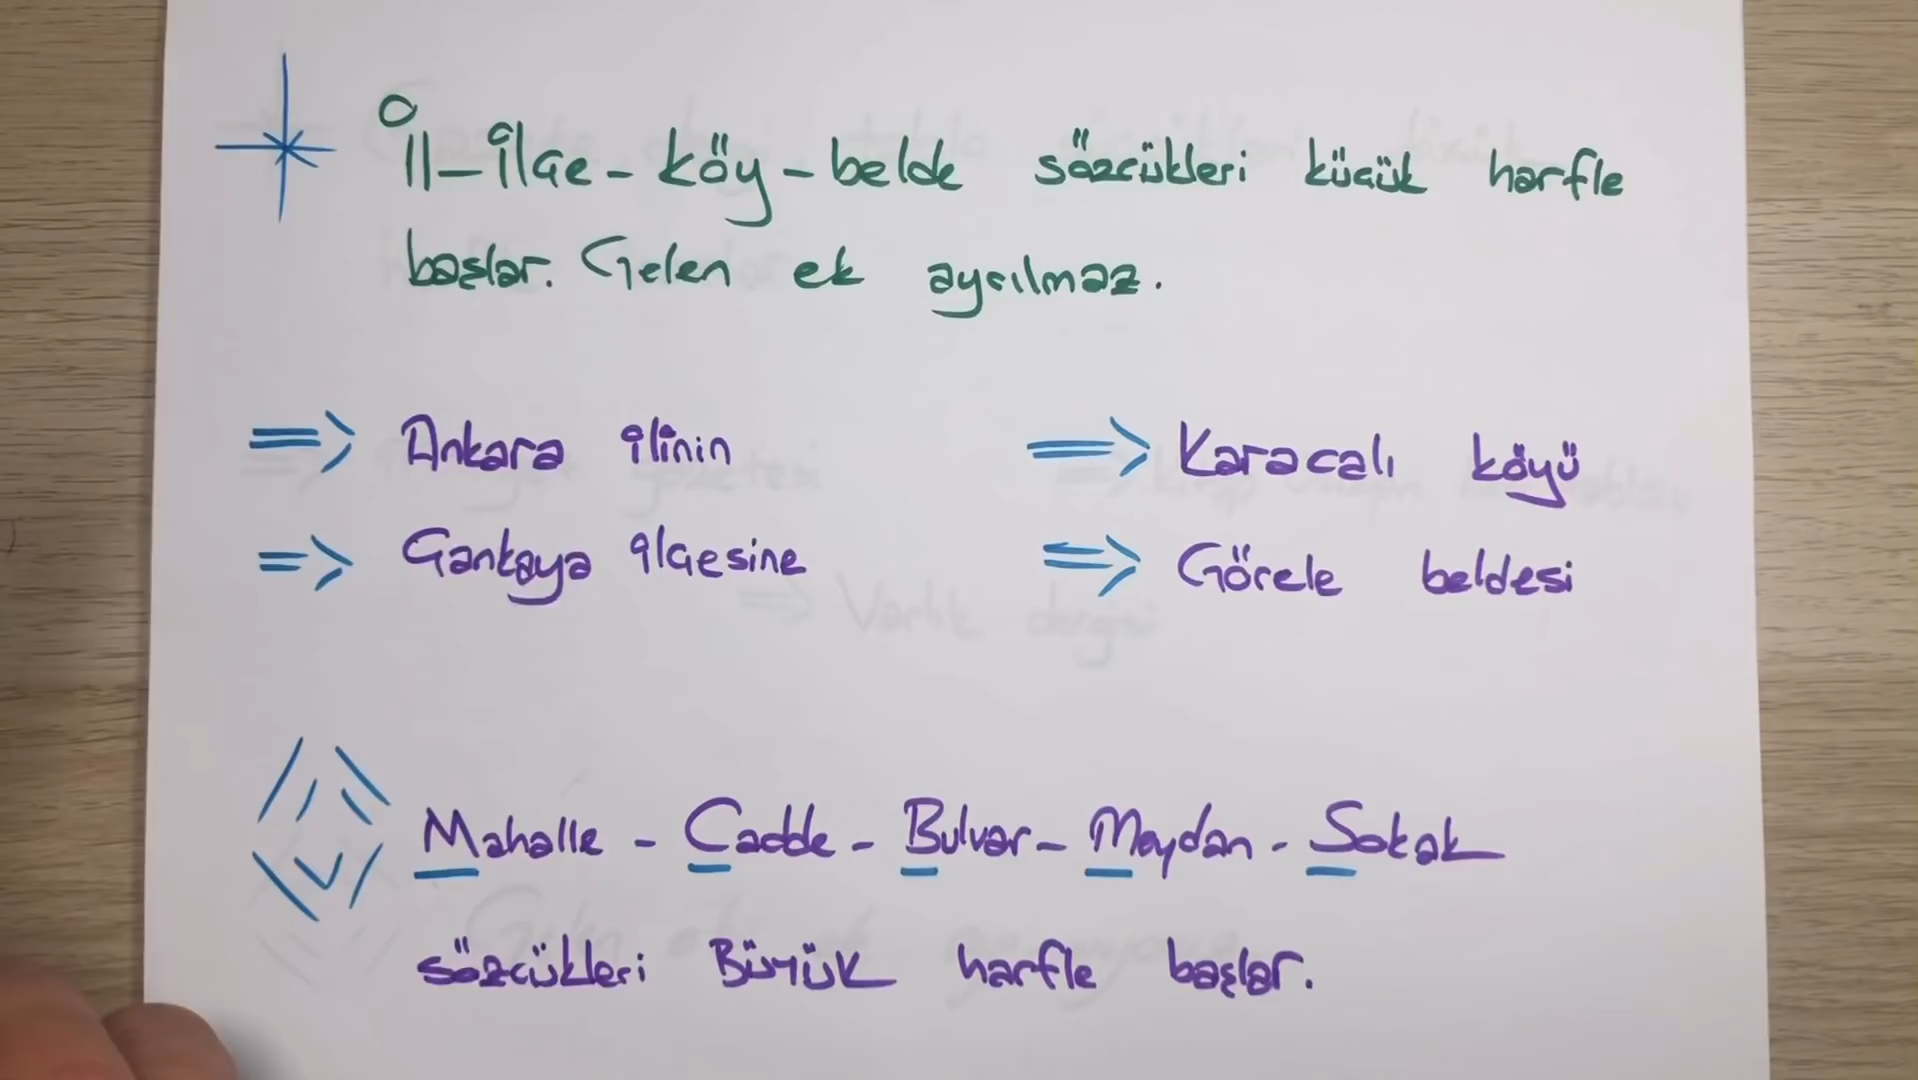 İl-İlçe-köy-belde sözcükleri küçük harfle
başlar. Gelen ek ayrılmaz.
=> Ankara ilinin
=> Karacalı köyü
=> Çankaya ilçesine
=> Görele beldesi
Mahalle - Cadde - Bulvar - Meydan - Sokak
sözcükleri BÜYÜK harfle başlar.